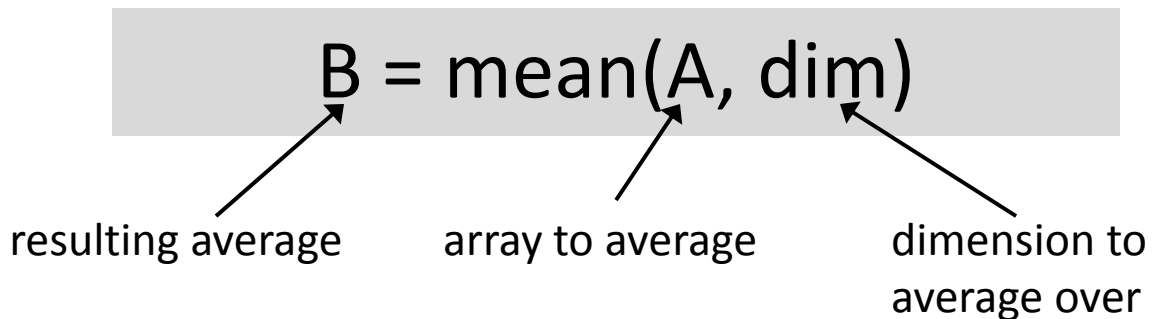 B = mean(A, dim)
resulting average
array to average
dimension to
average over